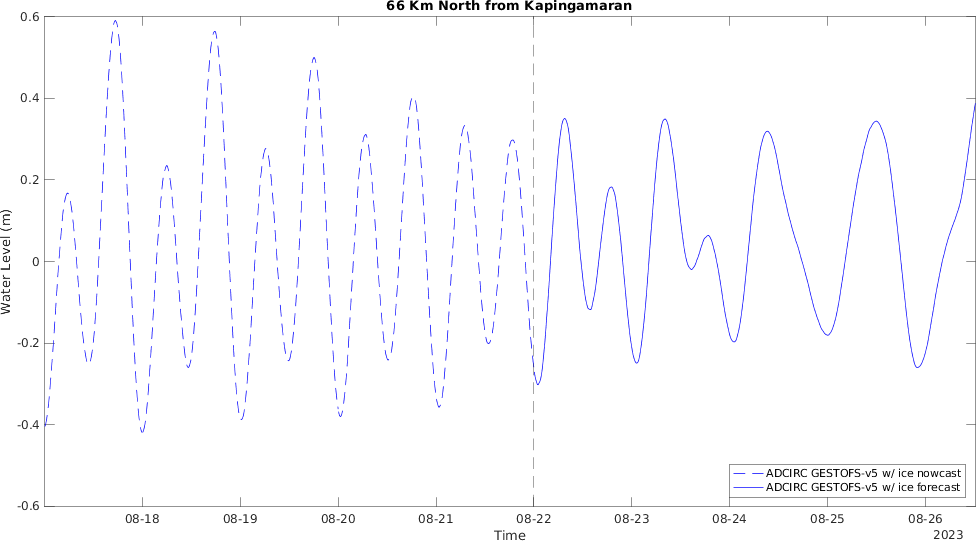 66 Km North from Kapingamaran
0.6
0.4
0.2
0
-0.2
-0.4
-0.6
Water Level (m)
08-18 08-19 08-20 08-21 08-22 08-23 08-24 08-25 08-26
Time
2023
ADCIRC GESTOFS-v5 w/ ice nowcast
ADCIRC GESTOFS-v5 w/ ice forecast